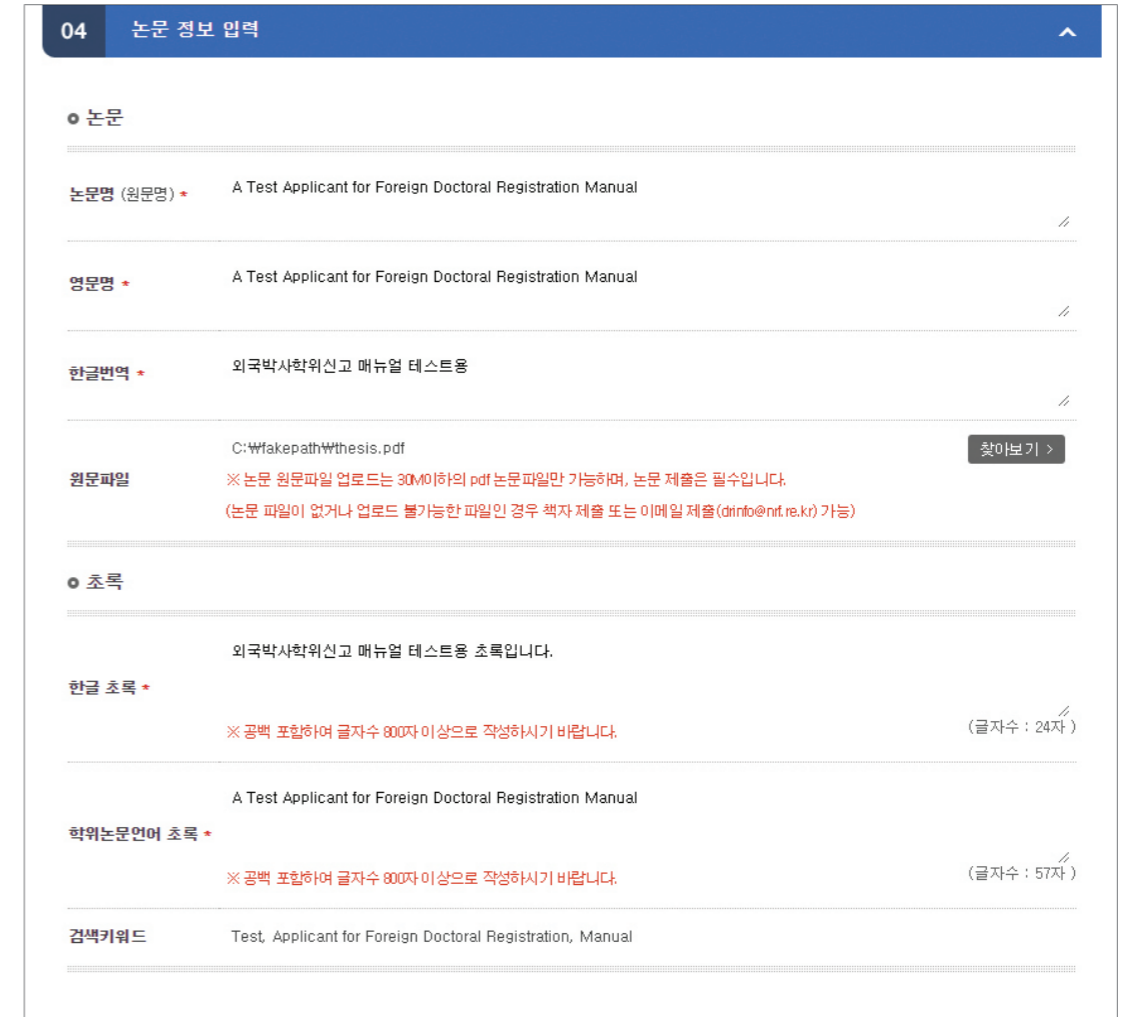 04 논문 정보 입력
논문
논문명 (원문명) * A Test Applicant for Foreign Doctoral Registration Manual
영문명 * A Test Applicant for Foreign Doctoral Registration Manual
한글번역 * 외국박사학위신고 매뉴얼 테스트용
C:₩fakepath₩thesis.pdf 찾아보기 >
원문파일 ※ 논문 원문파일 업로드는 30M이하의 pdf 논문파일만 가능하며, 논문 제출은 필수입니다.
(논문 파일이 없거나 업로드 불가능한 파일인 경우 책자 제출 또는 이메일 제출(drinfo@nrf.re.kr) 가능)
초록
외국박사학위신고 매뉴얼 테스트용 초록입니다.
한글 초록 *
※ 공백 포함하여 글자수 800자 이상으로 작성하시기 바랍니다. (글자수 : 24자 )
A Test Applicant for Foreign Doctoral Registration Manual
학위논문언어 초록 *
※ 공백 포함하여 글자수 800자 이상으로 작성하시기 바랍니다. (글자수 : 57자 )
검색키워드 Test, Applicant for Foreign Doctoral Registration, Manual